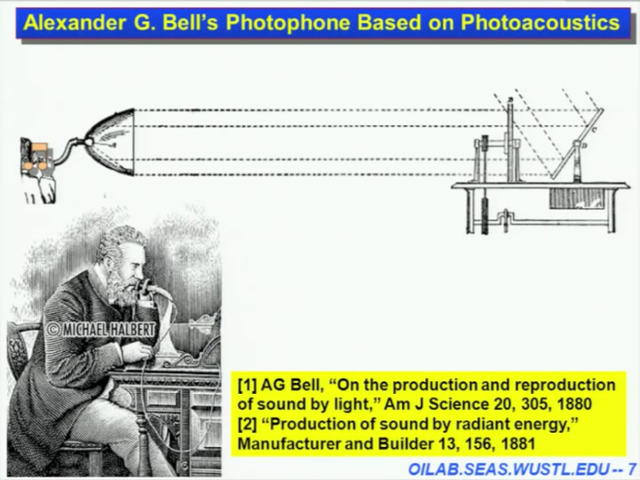 Alexander G. Bell's Photophone Based on Photoacoustics
B
C
D
© MICHAEL HALBERT
[1] AG Bell, "On the production and reproduction
of sound by light," Am J Science 20, 305, 1880
[2] "Production of sound by radiant energy,"
Manufacturer and Builder 13, 156, 1881
OILAB.SEAS.WUSTL.EDU -- 7